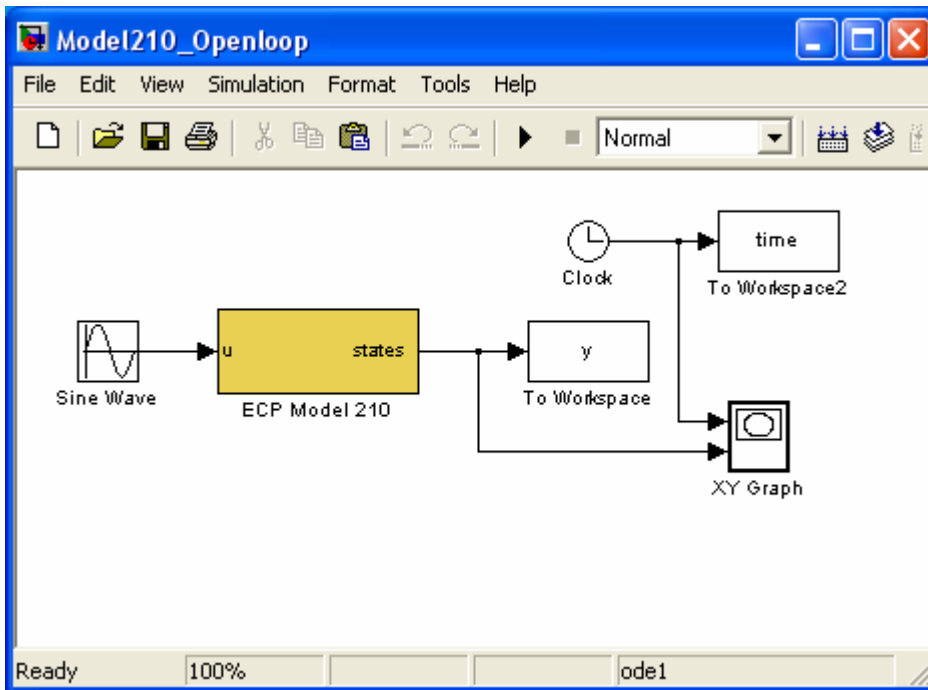 Model210_Openloop
File Edit View Simulation Format Tools Help
Normal
time
Clock
To Workspace2
u
states
y
Sine Wave
ECP Model 210
To Workspace
XY Graph
Ready 100% ode1